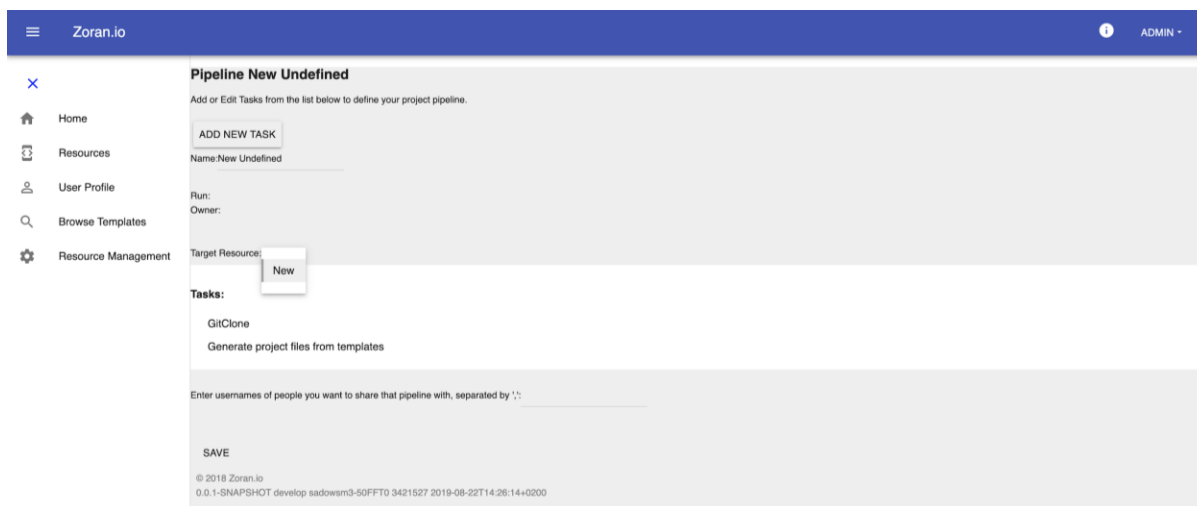 Zoran.io
ADMIN
Pipeline New Undefined
Add or Edit Tasks from the list below to define your project pipeline.
Home
ADD NEW TASK
Resources
Name:New Undefined
User Profile
Run:
Owner:
Browse Templates
Resource Management
Target Resource:
New
Tasks:
GitClone
Generate project files from templates
Enter usernames of people you want to share that pipeline with, separated by ',':
SAVE
© 2018 Zoran.io
0.0.1-SNAPSHOT develop sadowsm3-50FFT0 3421527 2019-08-22T14:26:14+0200